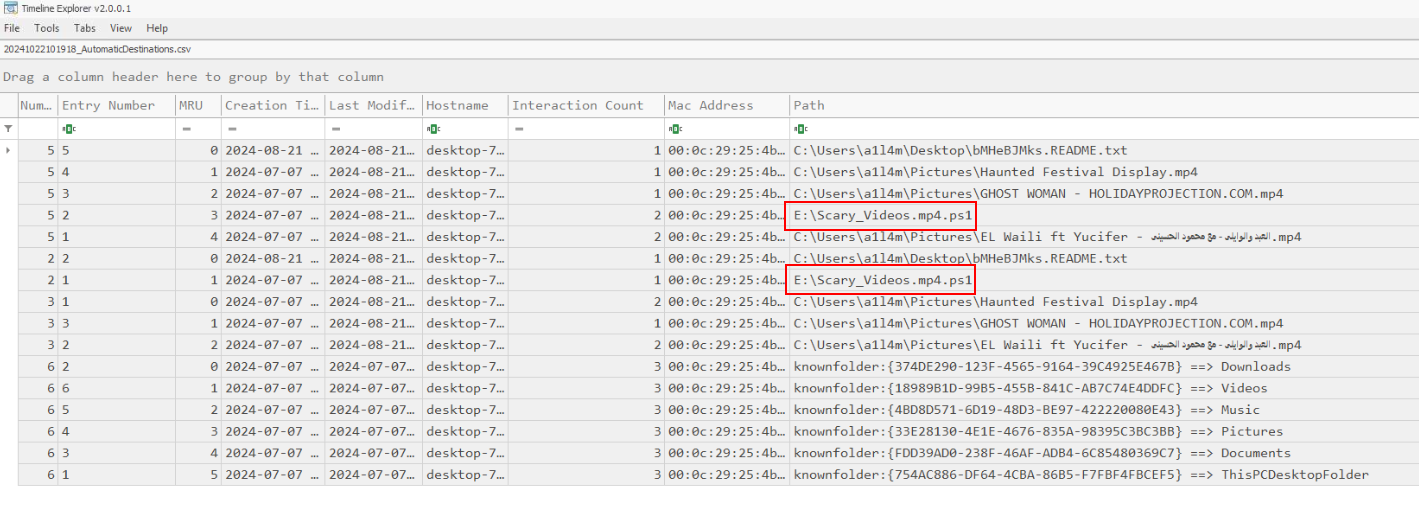 Timeline Explorer v2.0.0.1
File Tools Tabs View Help
20241022101918_AutomaticDestinations.csv
Drag a column header here to group by that column
Num... Entry Number MRU Creation Ti... Last Modif... Hostname Interaction Count Mac Address Path
5 5 0 2024-08-21 ... 2024-08-21... desktop-7... 1 00:0c:29:25:4b... C:\Users\a1l4m\Desktop\bMHeBJMks.README.txt
5 4 1 2024-07-07 ... 2024-08-21... desktop-7... 1 00:0c:29:25:4b... C:\Users\a1l4m\Pictures\Haunted Festival Display.mp4
5 3 2 2024-07-07 ... 2024-08-21... desktop-7... 1 00:0c:29:25:4b... C:\Users\a1l4m\Pictures\GHOST WOMAN - HOLIDAYPROJECTION.COM.mp4
5 2 3 2024-07-07 ... 2024-08-21... desktop-7... 2 00:0c:29:25:4b... E:\Scary_Videos.mp4.ps1
5 1 4 2024-07-07 ... 2024-08-21... desktop-7... 2 00:0c:29:25:4b... C:\Users\a1l4m\Pictures\EL Waili ft Yucifer - العبد والوايلى - مع محمود الحسينى.mp4
2 2 0 2024-08-21 ... 2024-08-21... desktop-7... 1 00:0c:29:25:4b... C:\Users\a1l4m\Desktop\bMHeBJMks.README.txt
2 1 1 2024-07-07 ... 2024-08-21... desktop-7... 1 00:0c:29:25:4b... E:\Scary_Videos.mp4.ps1
3 1 0 2024-07-07 ... 2024-08-21... desktop-7... 2 00:0c:29:25:4b... C:\Users\a1l4m\Pictures\Haunted Festival Display.mp4
3 3 1 2024-07-07 ... 2024-08-21... desktop-7... 1 00:0c:29:25:4b... C:\Users\a1l4m\Pictures\GHOST WOMAN - HOLIDAYPROJECTION.COM.mp4
3 2 2 2024-07-07 ... 2024-08-21... desktop-7... 2 00:0c:29:25:4b... C:\Users\a1l4m\Pictures\EL Waili ft Yucifer - العبد والوايلى - مع محمود الحسينى.mp4
6 2 0 2024-07-07 ... 2024-07-07... desktop-7... 3 00:0c:29:25:4b... knownfolder:{374DE290-123F-4565-9164-39C4925E467B} ==> Downloads
6 6 1 2024-07-07 ... 2024-07-07... desktop-7... 3 00:0c:29:25:4b... knownfolder:{18989B1D-99B5-455B-841C-AB7C74E4DDFC} ==> Videos
6 5 2 2024-07-07 ... 2024-07-07... desktop-7... 3 00:0c:29:25:4b... knownfolder:{4BD8D571-6D19-48D3-BE97-422220080E43} ==> Music
6 4 3 2024-07-07 ... 2024-07-07... desktop-7... 3 00:0c:29:25:4b... knownfolder:{33E28130-4E1E-4676-835A-98395C3BC3BB} ==> Pictures
6 3 4 2024-07-07 ... 2024-07-07... desktop-7... 3 00:0c:29:25:4b... knownfolder:{FDD39AD0-238F-46AF-ADB4-6C85480369C7} ==> Documents
6 1 5 2024-07-07 ... 2024-07-07... desktop-7... 3 00:0c:29:25:4b... knownfolder:{754AC886-DF64-4CBA-86B5-F7FBF4FBCEF5} ==> ThisPCDesktopFolder